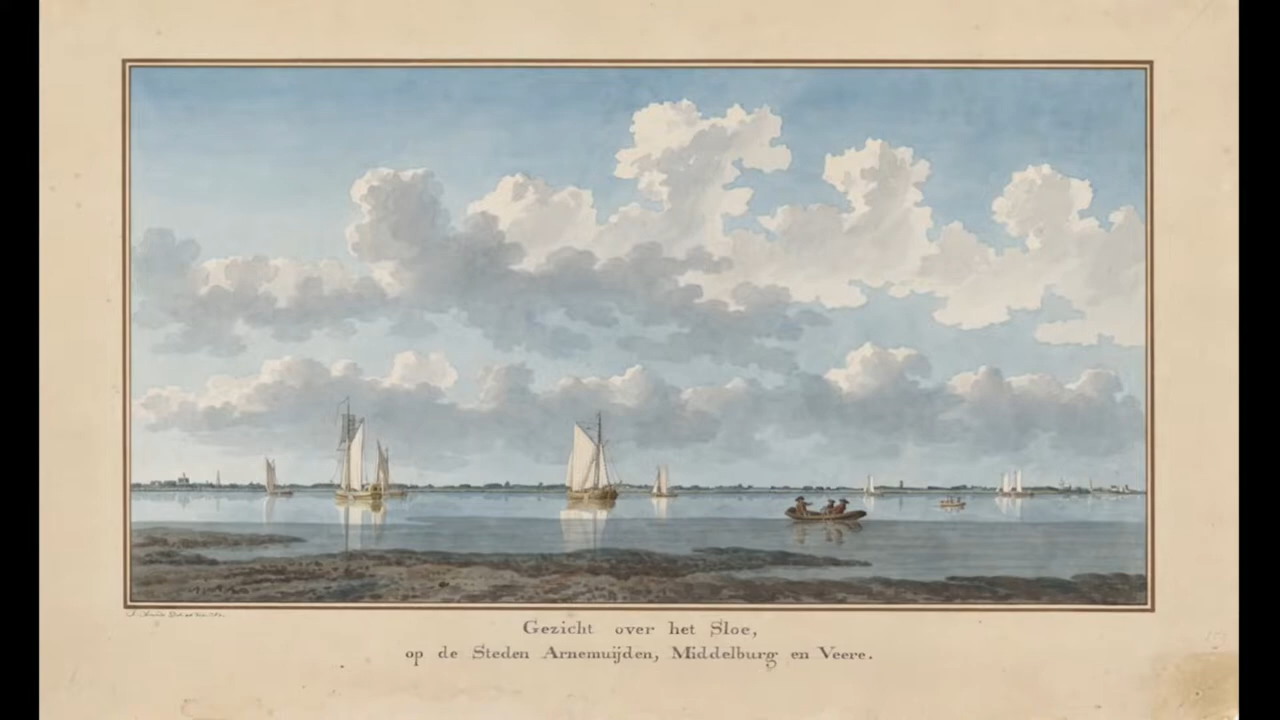 Gezicht over het Sloe,
op de Steden Arnemuijden, Middelburg en Veere.